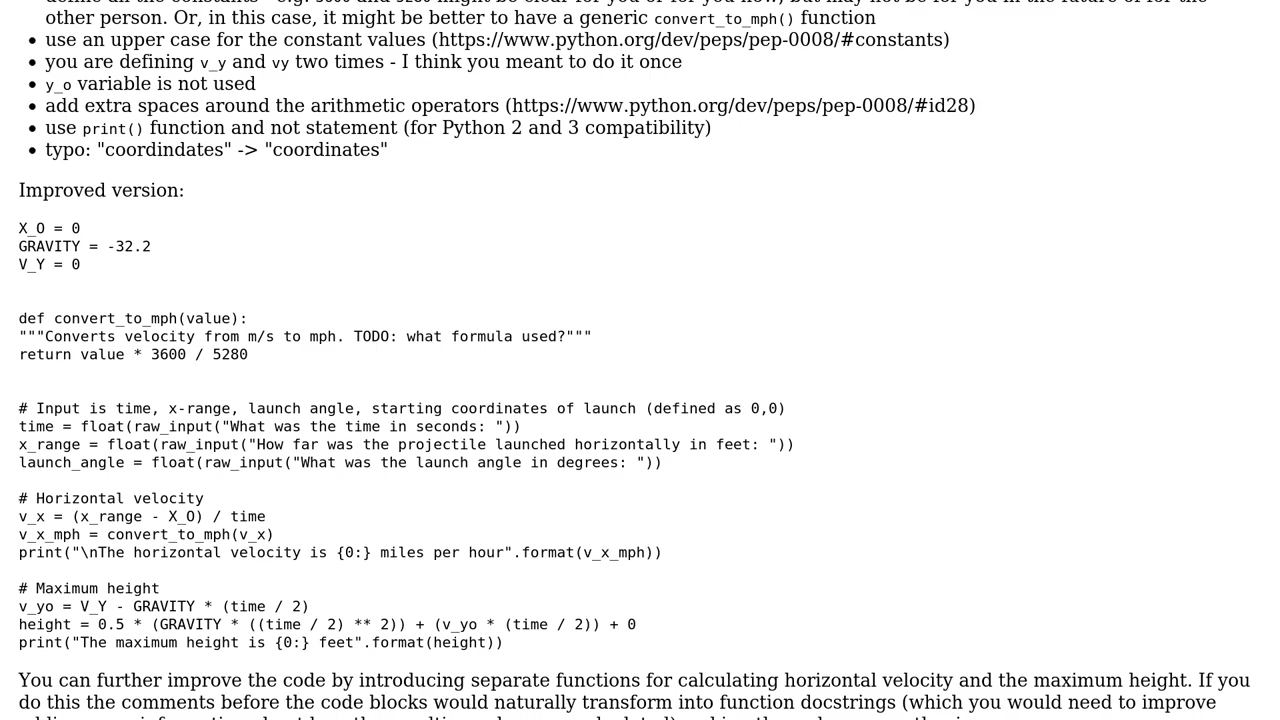 other person. Or, in this case, it might be better to have a generic convert_to_mph() function
• use an upper case for the constant values (https://www.python.org/dev/peps/pep-0008/#constants)
• you are defining v_y and vy two times - I think you meant to do it once
• y_o variable is not used
• add extra spaces around the arithmetic operators (https://www.python.org/dev/peps/pep-0008/#id28)
• use print() function and not statement (for Python 2 and 3 compatibility)
• typo: "coordindates" -> "coordinates"
Improved version:
X_O = 0
GRAVITY = -32.2
V_Y = 0
def convert_to_mph(value):
"""Converts velocity from m/s to mph. TODO: what formula used?"""
return value * 3600 / 5280
# Input is time, x-range, launch angle, starting coordinates of launch (defined as 0,0)
time = float(raw_input("What was the time in seconds: "))
x_range = float(raw_input("How far was the projectile launched horizontally in feet: "))
launch_angle = float(raw_input("What was the launch angle in degrees: "))
# Horizontal velocity
v_x = (x_range - X_O) / time
v_x_mph = convert_to_mph(v_x)
print("\nThe horizontal velocity is {0:} miles per hour".format(v_x_mph))
# Maximum height
v_yo = V_Y - GRAVITY * (time / 2)
height = 0.5 * (GRAVITY * ((time / 2) ** 2)) + (v_yo * (time / 2)) + 0
print("The maximum height is {0:} feet".format(height))
You can further improve the code by introducing separate functions for calculating horizontal velocity and the maximum height. If you
do this the comments before the code blocks would naturally transform into function docstrings (which you would need to improve